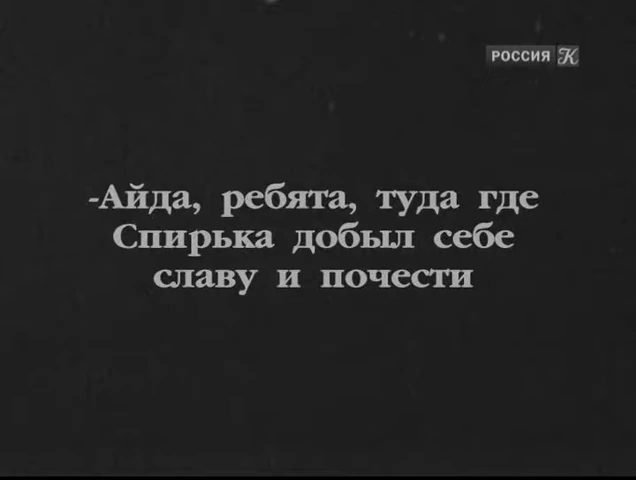 РОССИЯ К
-Айда, ребята, туда где
Спирька добыл себе
славу и почести